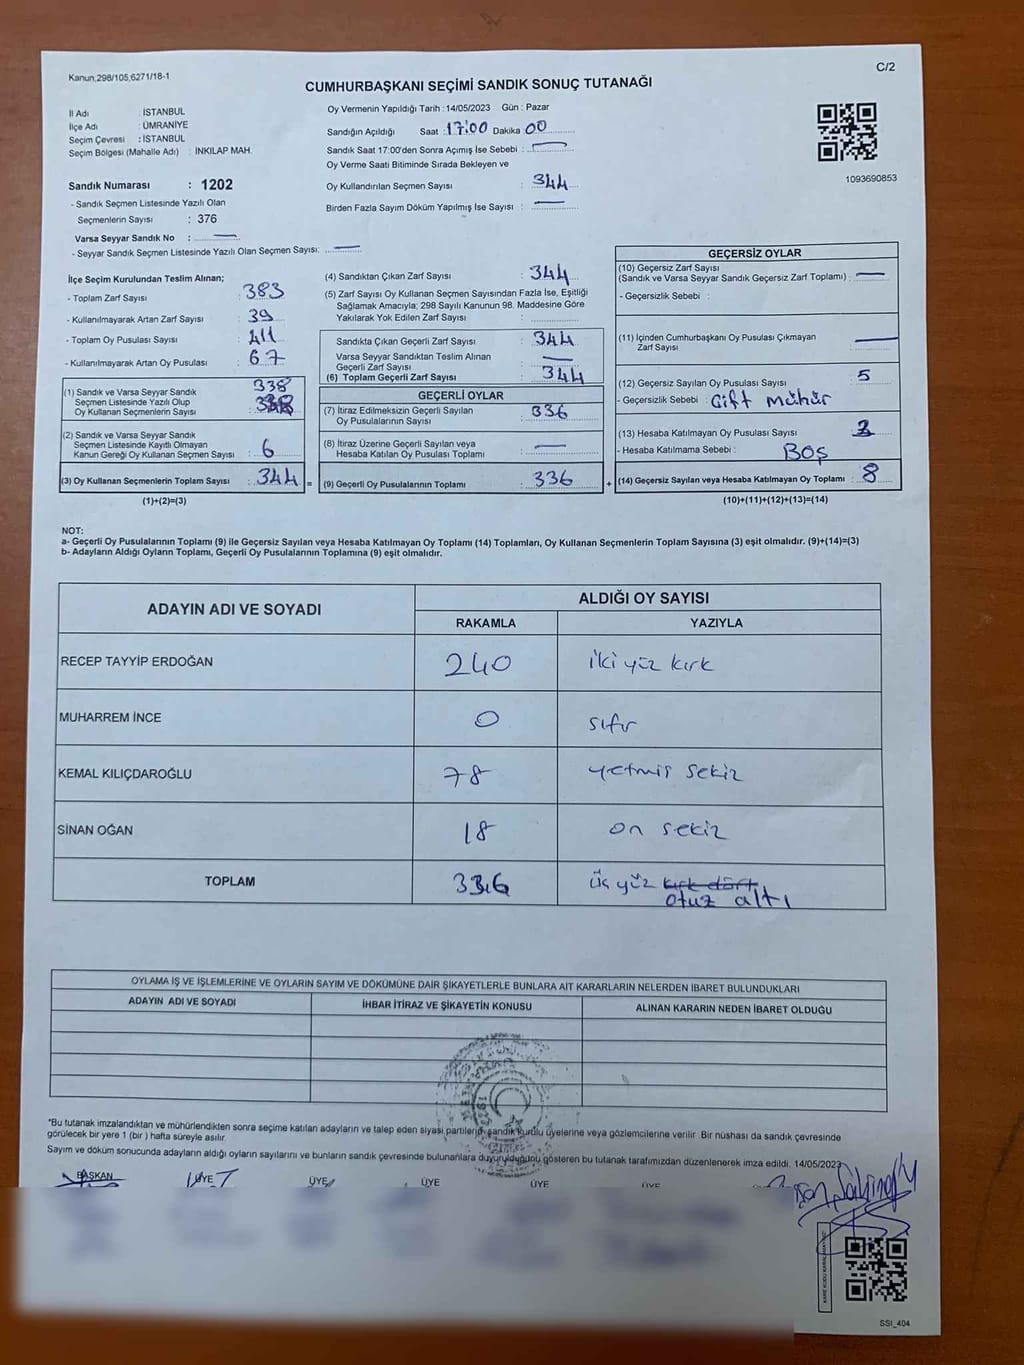 Kanun,298/105,6271/18-1
C/2
CUMHURBAŞKANI SEÇİMİ SANDIK SONUÇ TUTANAĞI
İl Adı : İSTANBUL
İlçe Adı : ÜMRANİYE
Seçim Çevresi : İSTANBUL
Seçim Bölgesi (Mahalle Adı) : İNKILAP MAH.
Sandık Numarası : 1202
- Sandık Seçmen Listesinde Yazılı Olan
Seçmenlerin Sayısı : 376
Varsa Seyyar Sandık No : —
- Seyyar Sandık Seçmen Listesinde Yazılı Olan Seçmen Sayısı: —
Oy Vermenin Yapıldığı Tarih : 14/05/2023 Gün : Pazar
Sandığın Açıldığı Saat : 17:00 Dakika 00
Sandık Saat 17:00'den Sonra Açımış İse Sebebi : —
Oy Verme Saati Bitiminde Sırada Bekleyen ve
Oy Kullandırılan Seçmen Sayısı : 344
Birden Fazla Sayım Döküm Yapılmış İse Sayısı : —
1093690853
İlçe Seçim Kurulundan Teslim Alınan;
- Toplam Zarf Sayısı : 383
- Kullanılmayarak Artan Zarf Sayısı : 39
- Toplam Oy Pusulası Sayısı : 411
- Kullanılmayarak Artan Oy Pusulası : 67
(1) Sandık ve Varsa Seyyar Sandık 338
Seçmen Listesinde Yazılı Olup
Oy Kullanan Seçmenlerin Sayısı :
(2) Sandık ve Varsa Seyyar Sandık
Seçmen Listesinde Kayıtlı Olmayan
Kanun Gereği Oy Kullanan Seçmen Sayısı : 6
(3) Oy Kullanan Seçmenlerin Toplam Sayısı : 344
(1)+(2)=(3)
=
(4) Sandıktan Çıkan Zarf Sayısı : 344
(5) Zarf Sayısı Oy Kullanan Seçmen Sayısından Fazla İse, Eşitliği
Sağlamak Amacıyla; 298 Sayılı Kanunun 98. Maddesine Göre
Yakılarak Yok Edilen Zarf Sayısı :
Sandıkta Çıkan Geçerli Zarf Sayısı : 344
Varsa Seyyar Sandıktan Teslim Alınan
Geçerli Zarf Sayısı : —
(6) Toplam Geçerli Zarf Sayısı : 344
GEÇERLİ OYLAR
(7) İtiraz Edilmeksizin Geçerli Sayılan
Oy Pusulalarının Sayısı : 336
(8) İtiraz Üzerine Geçerli Sayılan veya
Hesaba Katılan Oy Pusulası Toplamı : —
(9) Geçerli Oy Pusulalarının Toplamı : 336
+
GEÇERSİZ OYLAR
(10) Geçersiz Zarf Sayısı
(Sandık ve Varsa Seyyar Sandık Geçersiz Zarf Toplamı) : —
- Geçersizlik Sebebi :
(11) İçinden Cumhurbaşkanı Oy Pusulası Çıkmayan
Zarf Sayısı : —
(12) Geçersiz Sayılan Oy Pusulası Sayısı : 5
- Geçersizlik Sebebi : Çift mühür
(13) Hesaba Katılmayan Oy Pusulası Sayısı : 3
- Hesaba Katılmama Sebebi : BOŞ
(14) Geçersiz Sayılan veya Hesaba Katılmayan Oy Toplamı : 8
(10)+(11)+(12)+(13)=(14)
NOT:
a- Geçerli Oy Pusulalarının Toplamı (9) ile Geçersiz Sayılan veya Hesaba Katılmayan Oy Toplamı (14) Toplamları, Oy Kullanan Seçmenlerin Toplam Sayısına (3) eşit olmalıdır. (9)+(14)=(3)
b- Adayların Aldığı Oyların Toplamı, Geçerli Oy Pusulalarının Toplamına (9) eşit olmalıdır.
ADAYIN ADI VE SOYADI
ALDIĞI OY SAYISI
RAKAMLA YAZIYLA
RECEP TAYYİP ERDOĞAN 240 iki yüz kırk
MUHARREM İNCE 0 sıfır
KEMAL KILIÇDAROĞLU 78 yetmiş sekiz
SİNAN OĞAN 18 on sekiz
TOPLAM 336 üç yüz kırk dört
otuz altı
OYLAMA İŞ VE İŞLEMLERİNE VE OYLARIN SAYIM VE DÖKÜMÜNE DAİR ŞİKAYETLERLE BUNLARA AİT KARARLARIN NELERDEN İBARET BULUNDUKLARI
ADAYIN ADI VE SOYADI İHBAR İTİRAZ VE ŞİKAYETİN KONUSU ALINAN KARARIN NEDEN İBARET OLDUĞU
*Bu tutanak imzalandıktan ve mühürlendikten sonra seçime katılan adayların ve talep eden siyasi partilerin sandık kurulu üyelerine veya gözlemcilerine verilir. Bir nüshası da sandık çevresinde
görülecek bir yere 1 (bir ) hafta süreyle asılır.
Sayım ve döküm sonucunda adayların aldığı oyların sayılarını ve bunların sandık çevresinde bulunanlara duyurulduğunu gösteren bu tutanak tarafımızdan düzenlenerek imza edildi. 14/05/2023
BAŞKAN ÜYE ÜYE ÜYE ÜYE ÜYE
SSI_404